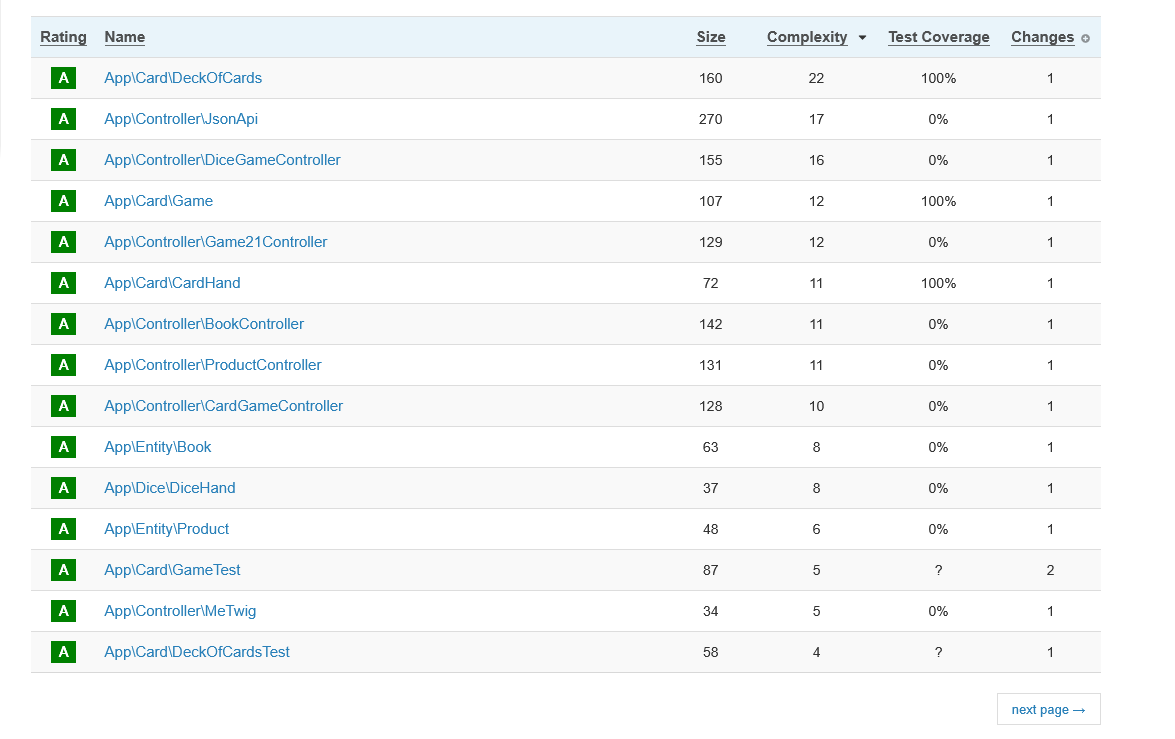 Rating Name Size Complexity Test Coverage Changes
A App\Card\DeckOfCards 160 22 100% 1
A App\Controller\JsonApi 270 17 0% 1
A App\Controller\DiceGameController 155 16 0% 1
A App\Card\Game 107 12 100% 1
A App\Controller\Game21Controller 129 12 0% 1
A App\Card\CardHand 72 11 100% 1
A App\Controller\BookController 142 11 0% 1
A App\Controller\ProductController 131 11 0% 1
A App\Controller\CardGameController 128 10 0% 1
A App\Entity\Book 63 8 0% 1
A App\Dice\DiceHand 37 8 0% 1
A App\Entity\Product 48 6 0% 1
A App\Card\GameTest 87 5 ? 2
A App\Controller\MeTwig 34 5 0% 1
A App\Card\DeckOfCardsTest 58 4 ? 1
next page →